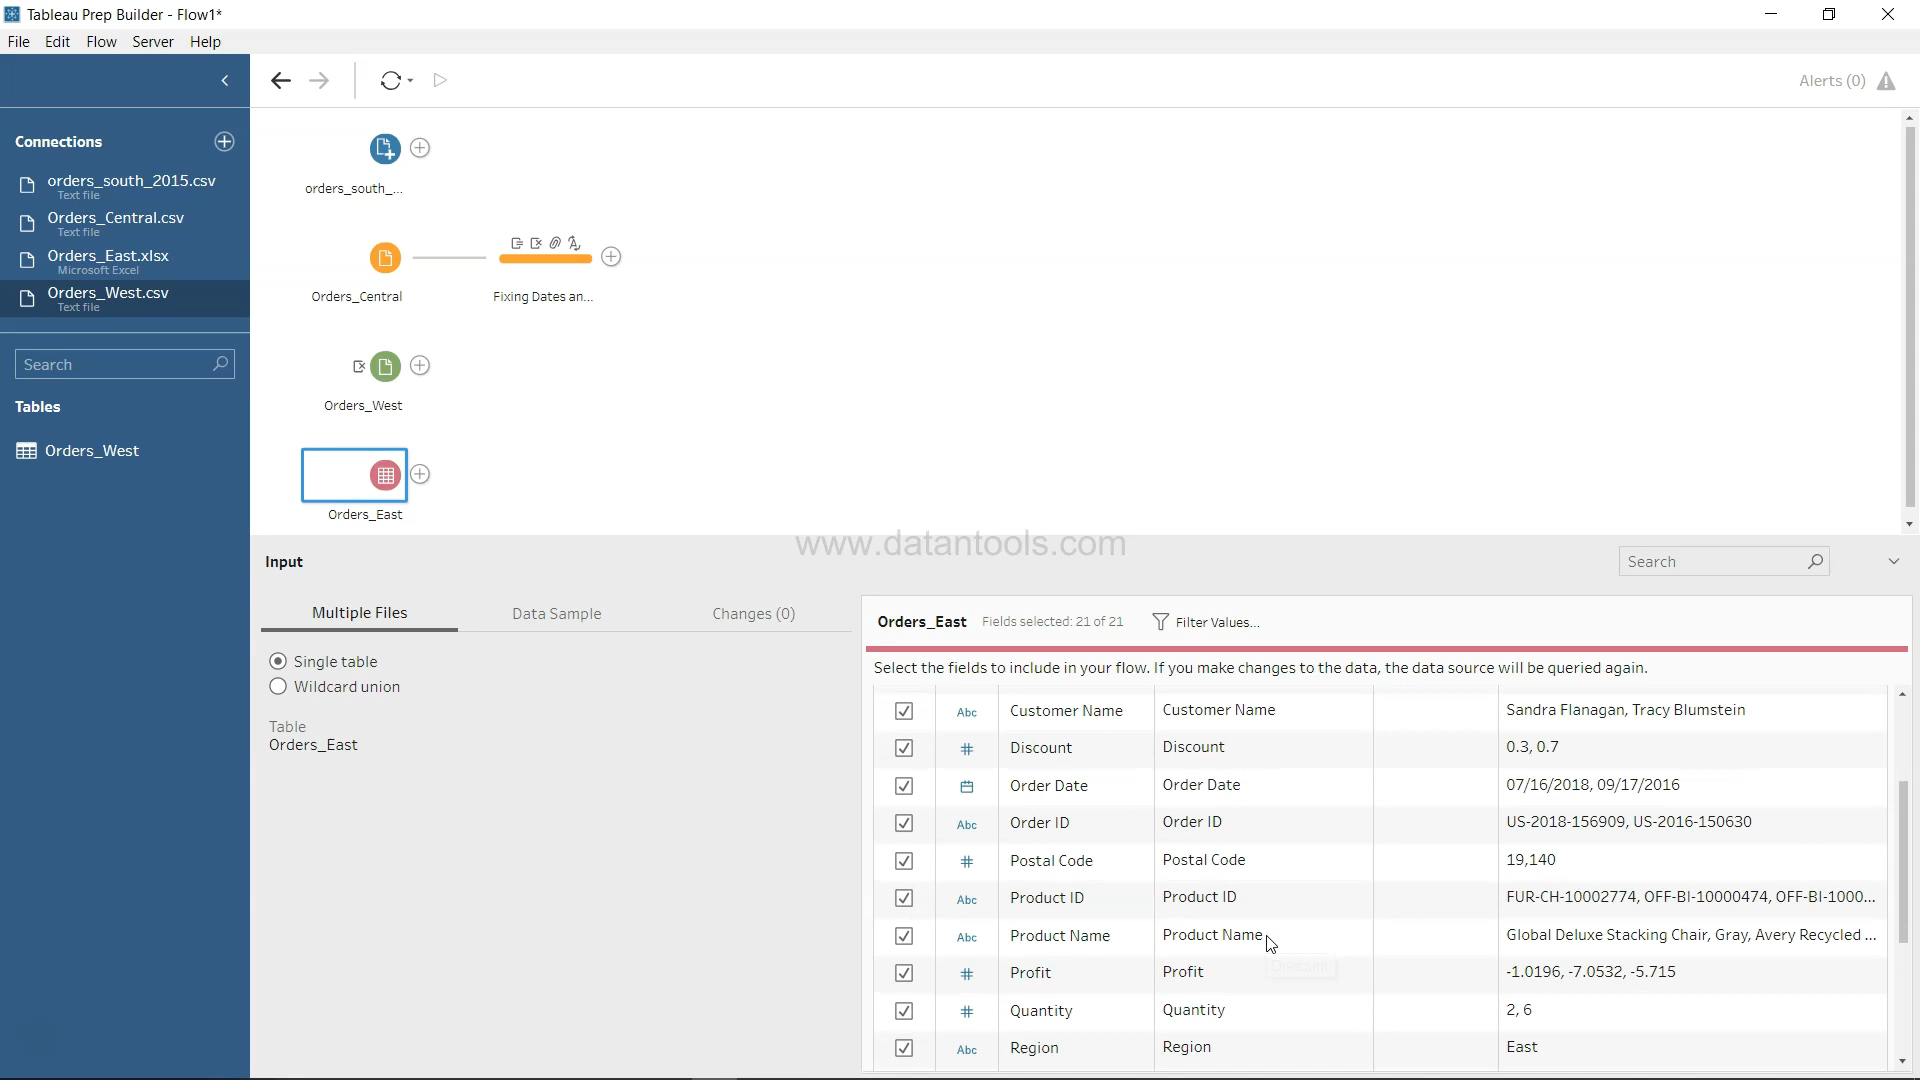 Tableau Prep Builder - Flow1*
File Edit Flow Server Help
Alerts (0)
Connections
orders_south_2015.csv
Text file
Orders_Central.csv
Text file
Orders_East.xlsx
Microsoft Excel
Orders_West.csv
Text file
Search
Tables
Orders_West
orders_south_...
Orders_Central
Fixing Dates an...
Orders_West
Orders_East
www.datantools.com
Input
Search
Multiple Files Data Sample Changes (0)
Single table
Wildcard union
Table
Orders_East
Orders_East Fields selected: 21 of 21 Filter Values...
Select the fields to include in your flow. If you make changes to the data, the data source will be queried again.
Abc Customer Name Customer Name Sandra Flanagan, Tracy Blumstein
# Discount Discount 0.3, 0.7
Order Date Order Date 07/16/2018, 09/17/2016
Abc Order ID Order ID US-2018-156909, US-2016-150630
# Postal Code Postal Code 19,140
Abc Product ID Product ID FUR-CH-10002774, OFF-BI-10000474, OFF-BI-1000...
Abc Product Name Product Name Global Deluxe Stacking Chair, Gray, Avery Recycled ...
Discount
# Profit Profit -1.0196, -7.0532, -5.715
# Quantity Quantity 2, 6
Abc Region Region East